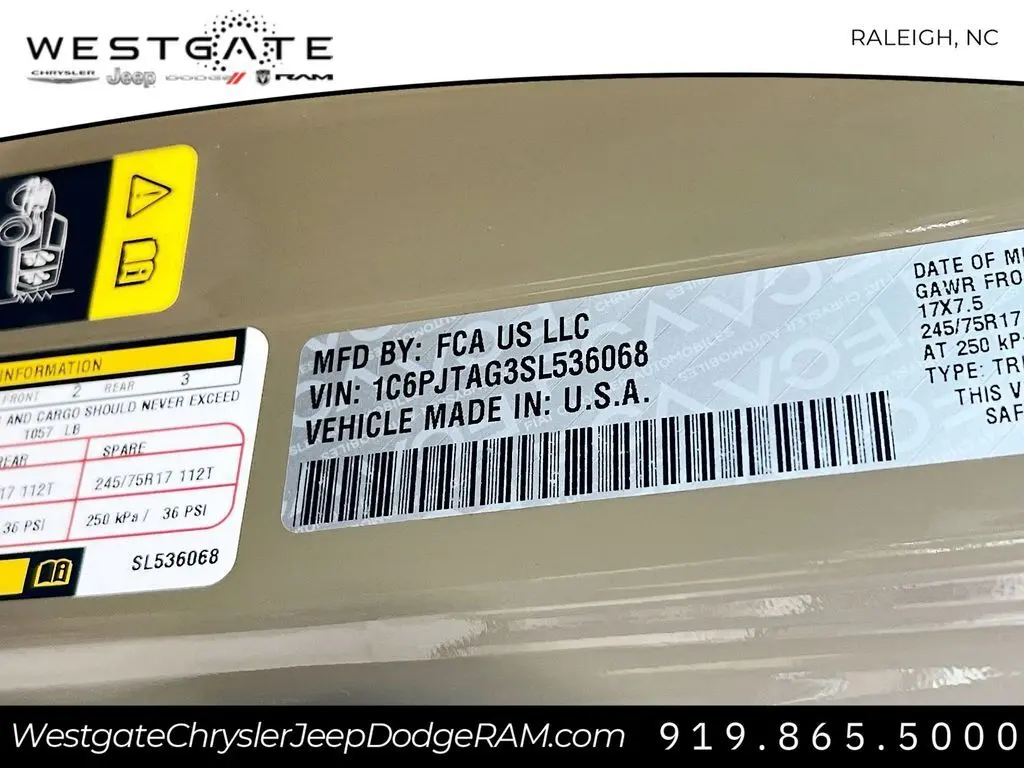 WESTGATE
CHRYSLER Jeep DODGE RAM
RALEIGH, NC
INFORMATION
FRONT 2 REAR 3
AND CARGO SHOULD NEVER EXCEED
1057 LB
REAR SPARE
17 112T 245/75R17 112T
36 PSI 250 kPa / 36 PSI
SL536068
MFD BY: FCA US LLC
VIN: 1C6PJTAG3SL536068
VEHICLE MADE IN: U.S.A.
DATE OF M
GAWR FRO
17X7.5
245/75R17
AT 250 kP
TYPE: TR
THIS V
SAF
WestgateChryslerJeepDodgeRAM.com
919.865.5000